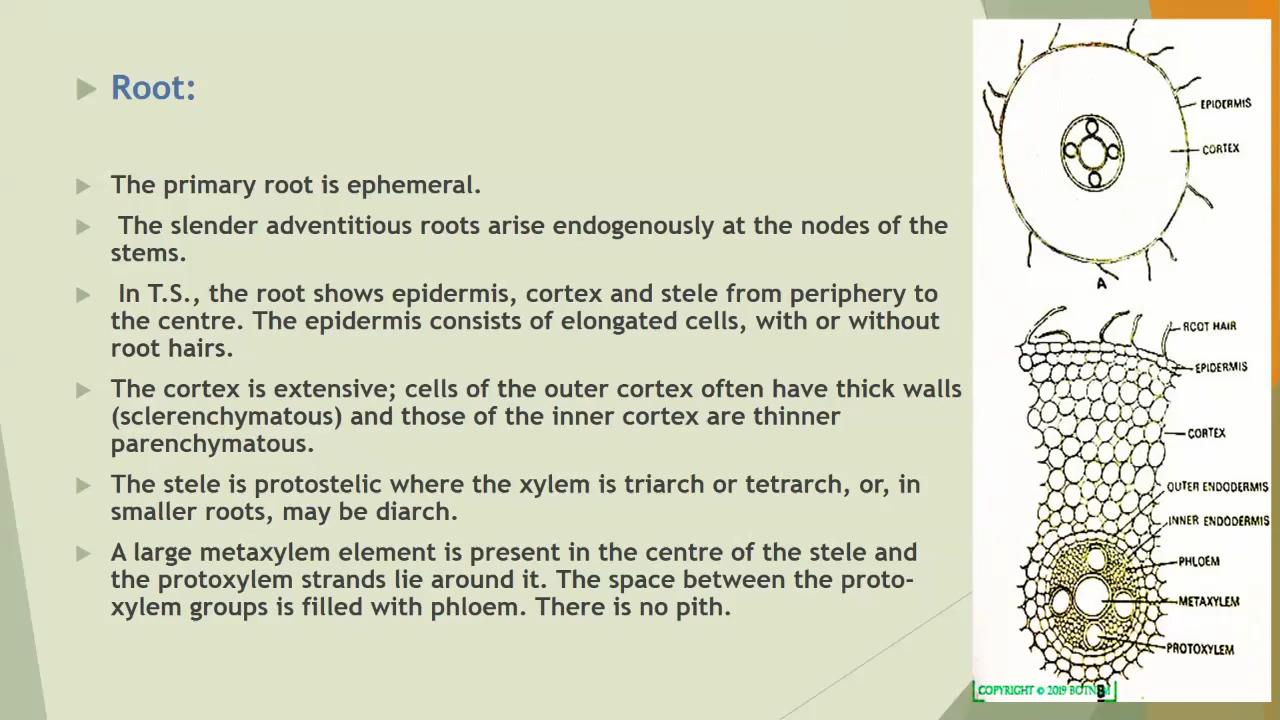 Root:
The primary root is ephemeral.
The slender adventitious roots arise endogenously at the nodes of the
stems.
In T.S., the root shows epidermis, cortex and stele from periphery to
the centre. The epidermis consists of elongated cells, with or without
root hairs.
The cortex is extensive; cells of the outer cortex often have thick walls
(sclerenchymatous) and those of the inner cortex are thinner
parenchymatous.
The stele is protostelic where the xylem is triarch or tetrarch, or, in
smaller roots, may be diarch.
A large metaxylem element is present in the centre of the stele and
the protoxylem strands lie around it. The space between the proto-
xylem groups is filled with phloem. There is no pith.
EPIDERMIS
CORTEX
A
ROOT HAIR
EPIDERMIS
CORTEX
OUTER ENDODERMIS
INNER ENDODERMIS
PHLOEM
METAXYLEM
PROTOXYLEM
COPYRIGHT © 2019
B